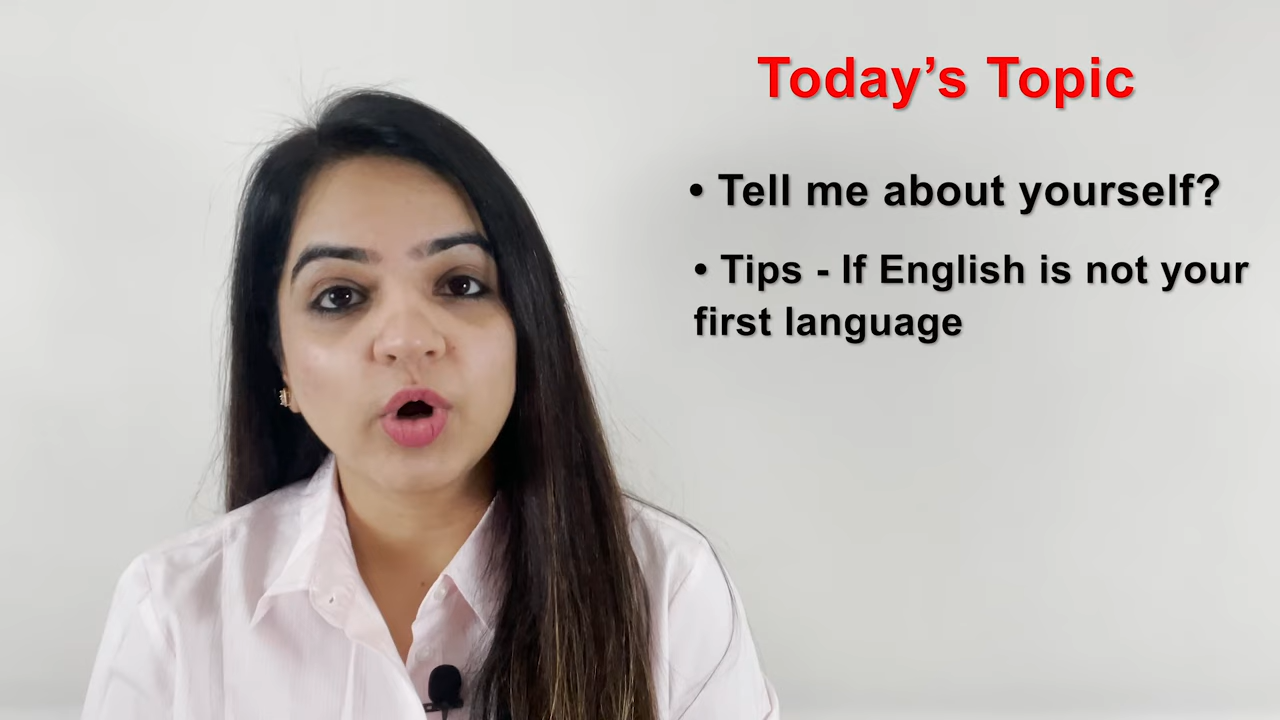 Today’s Topic
• Tell me about yourself?
• Tips - If English is not your
first language